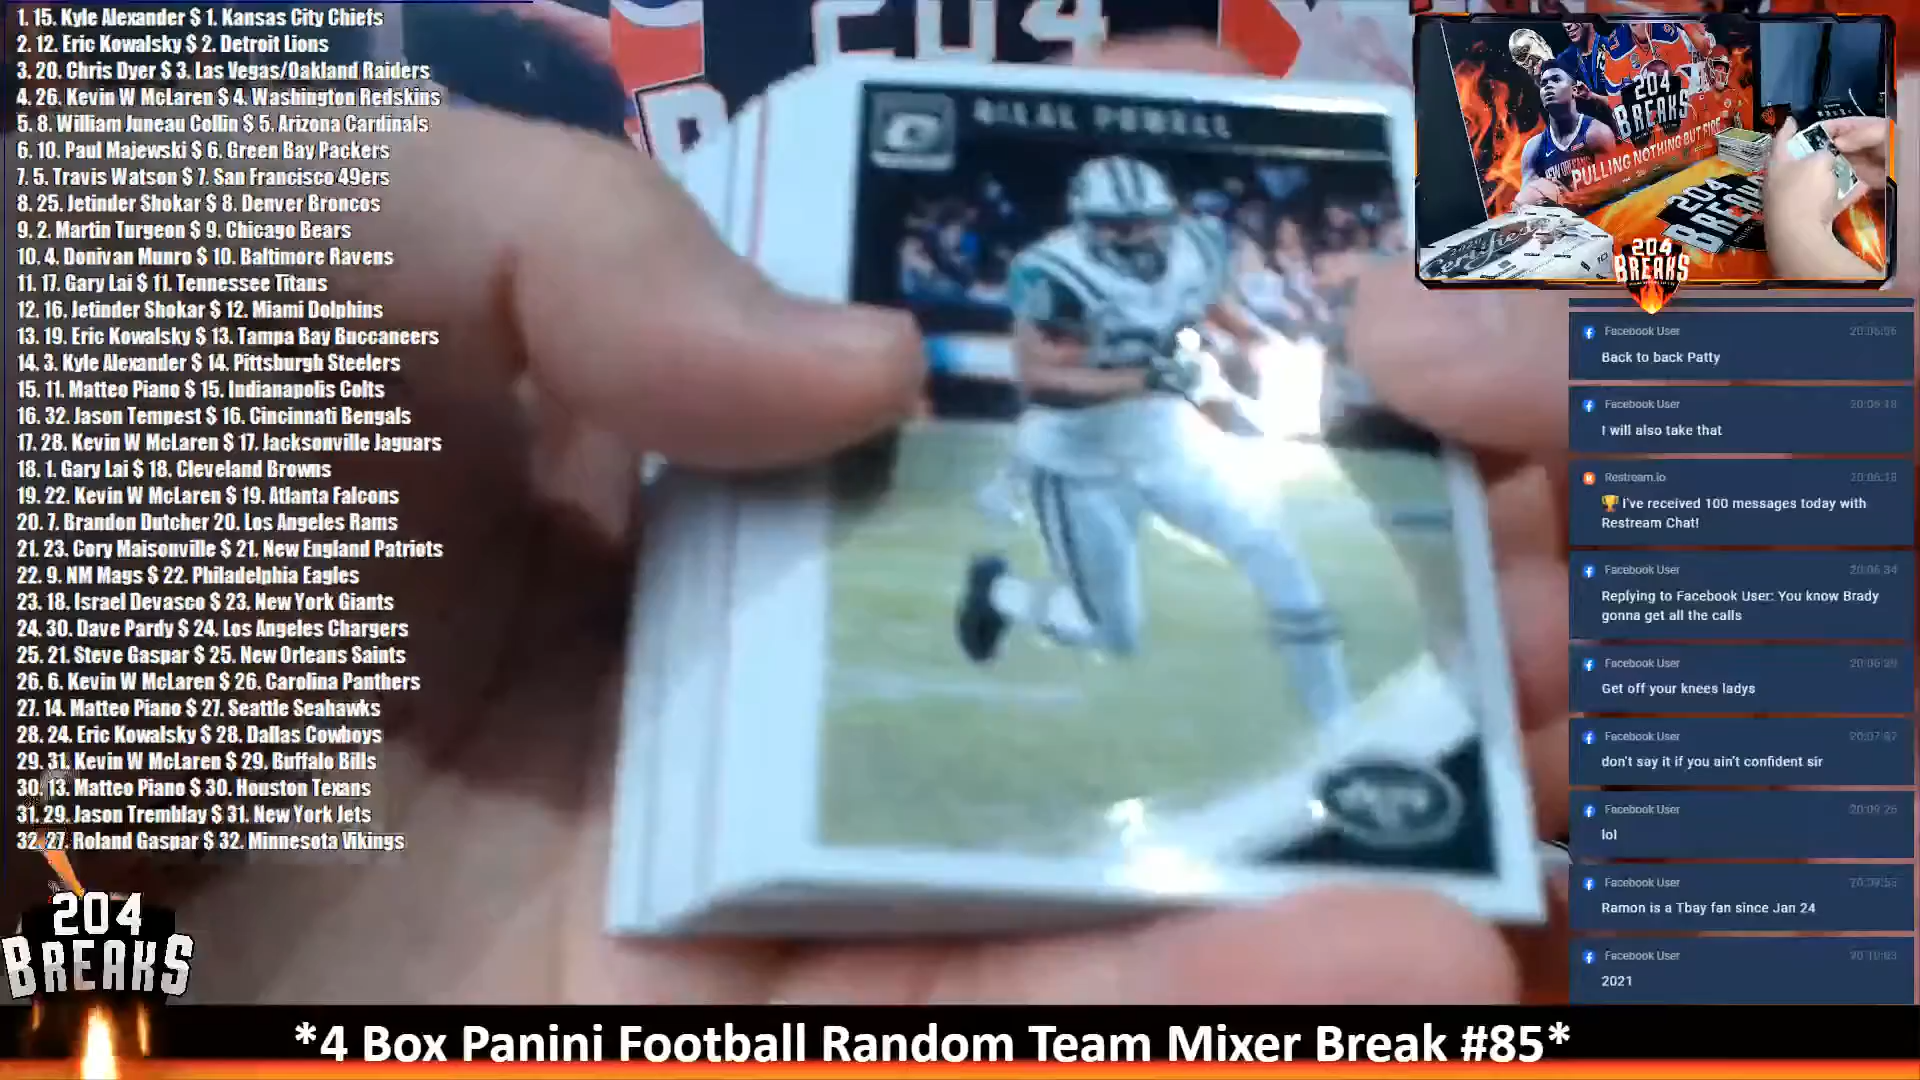 1. 15. Kyle Alexander $ 1. Kansas City Chiefs
2. 12. Eric Kowalsky $ 2. Detroit Lions
3. 20. Chris Dyer $ 3. Las Vegas/Oakland Raiders
4. 26. Kevin W McLaren $ 4. Washington Redskins
5. 8. William Juneau Collin $ 5. Arizona Cardinals
6. 10. Paul Majewski $ 6. Green Bay Packers
7. 5. Travis Watson $ 7. San Francisco 49ers
8. 25. Jetinder Shokar $ 8. Denver Broncos
9. 2. Martin Turgeon $ 9. Chicago Bears
10. 4. Donivan Munro $ 10. Baltimore Ravens
11. 17. Gary Lai $ 11. Tennessee Titans
12. 16. Jetinder Shokar $ 12. Miami Dolphins
13. 19. Eric Kowalsky $ 13. Tampa Bay Buccaneers
14. 3. Kyle Alexander $ 14. Pittsburgh Steelers
15. 11. Matteo Piano $ 15. Indianapolis Colts
16. 32. Jason Tempest $ 16. Cincinnati Bengals
17. 28. Kevin W McLaren $ 17. Jacksonville Jaguars
18. 1. Gary Lai $ 18. Cleveland Browns
19. 22. Kevin W McLaren $ 19. Atlanta Falcons
20. 7. Brandon Dutcher 20. Los Angeles Rams
21. 23. Cory Maisonville $ 21. New England Patriots
22. 9. NM Mags $ 22. Philadelphia Eagles
23. 18. Israel Devasco $ 23. New York Giants
24. 30. Dave Pardy $ 24. Los Angeles Chargers
25. 21. Steve Gaspar $ 25. New Orleans Saints
26. 6. Kevin W McLaren $ 26. Carolina Panthers
27. 14. Matteo Piano $ 27. Seattle Seahawks
28. 24. Eric Kowalsky $ 28. Dallas Cowboys
29. 31. Kevin W McLaren $ 29. Buffalo Bills
30. 13. Matteo Piano $ 30. Houston Texans
31. 29. Jason Tremblay $ 31. New York Jets
32. 27. Roland Gaspar $ 32. Minnesota Vikings
204
BREAKS
204
BILAL POWELL
204
BREAKS
PULLING NOTHING BUT FIRE
204
BREAKS
Certified
204
BREAKS
Facebook User
Back to back Patty
Facebook User
I will also take that
Restream.io
🏆 I've received 100 messages today with
Restream Chat!
Facebook User
Replying to Facebook User: You know Brady
gonna get all the calls
Facebook User
Get off your knees ladys
Facebook User
don't say it if you ain't confident sir
Facebook User
lol
Facebook User
Ramon is a Tbay fan since Jan 24
Facebook User
2021
*4 Box Panini Football Random Team Mixer Break #85*